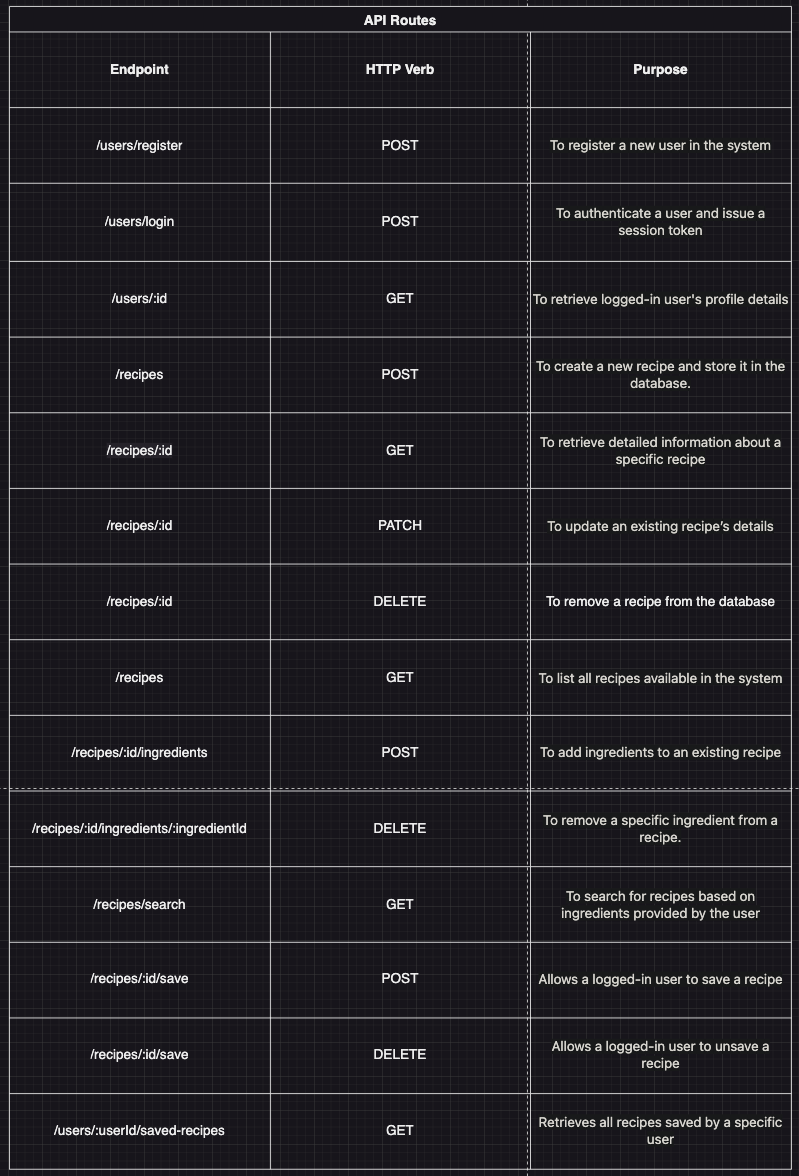 API Routes
Endpoint
HTTP Verb
Purpose
/users/register
POST
To register a new user in the system
/users/login
POST
To authenticate a user and issue a
session token
/users/:id
GET
To retrieve logged-in user's profile details
/recipes
POST
To create a new recipe and store it in the
database.
/recipes/:id
GET
To retrieve detailed information about a
specific recipe
/recipes/:id
PATCH
To update an existing recipe’s details
/recipes/:id
DELETE
To remove a recipe from the database
/recipes
GET
To list all recipes available in the system
/recipes/:id/ingredients
POST
To add ingredients to an existing recipe
/recipes/:id/ingredients/:ingredientId
DELETE
To remove a specific ingredient from a
recipe.
/recipes/search
GET
To search for recipes based on
ingredients provided by the user
/recipes/:id/save
POST
Allows a logged-in user to save a recipe
/recipes/:id/save
DELETE
Allows a logged-in user to unsave a
recipe
/users/:userId/saved-recipes
GET
Retrieves all recipes saved by a specific
user